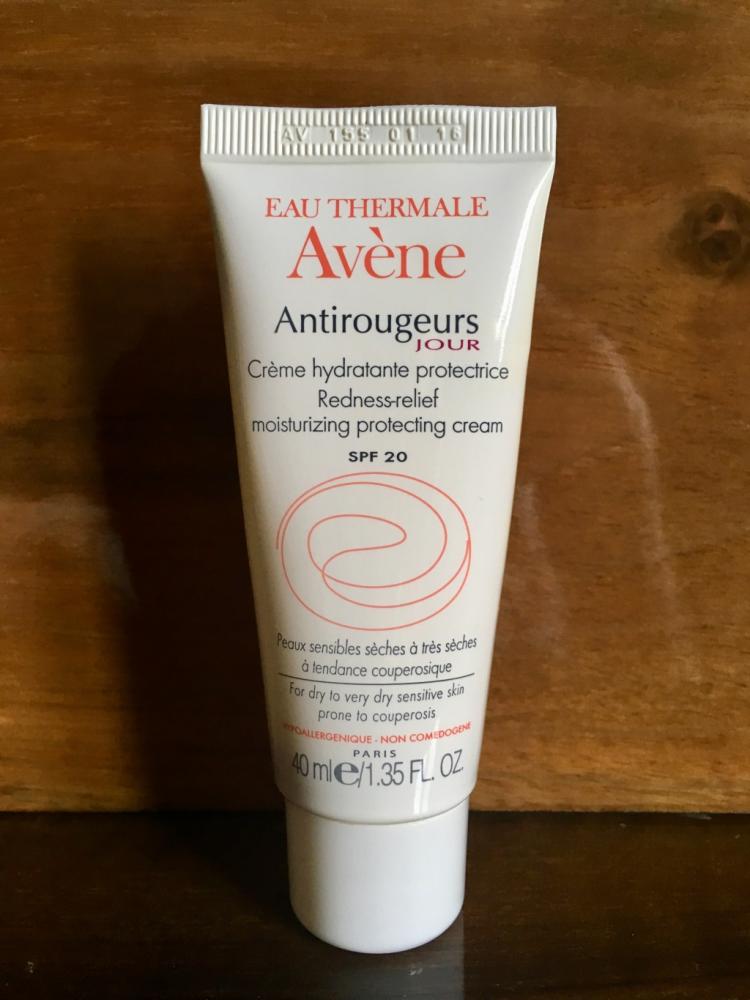 AV 155 01 16
EAU THERMALE
Avène
Antirougeurs
JOUR
Crème hydratante protectrice
Redness-relief
moisturizing protecting cream
SPF 20
Peaux sensibles sèches à très sèches
à tendance couperosique
For dry to very dry sensitive skin
prone to couperosis
HYPOALLERGENIQUE - NON COMEDOGENE
PARIS
40 ml e/1.35 FL. OZ.